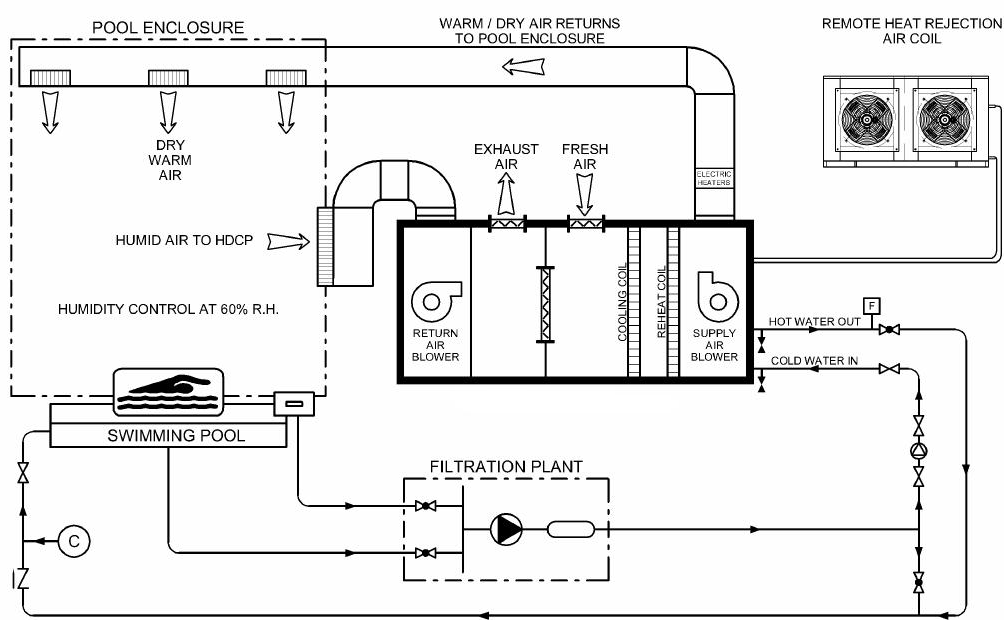 POOL ENCLOSURE
WARM / DRY AIR RETURNS
TO POOL ENCLOSURE
REMOTE HEAT REJECTION
AIR COIL
DRY
WARM
AIR
EXHAUST
AIR
FRESH
AIR
ELECTRIC
HEATERS
HUMID AIR TO HDCP
HUMIDITY CONTROL AT 60% R.H.
RETURN
AIR
BLOWER
COOLING COIL
REHEAT COIL
SUPPLY
AIR
BLOWER
F
HOT WATER OUT
COLD WATER IN
SWIMMING POOL
FILTRATION PLANT
C